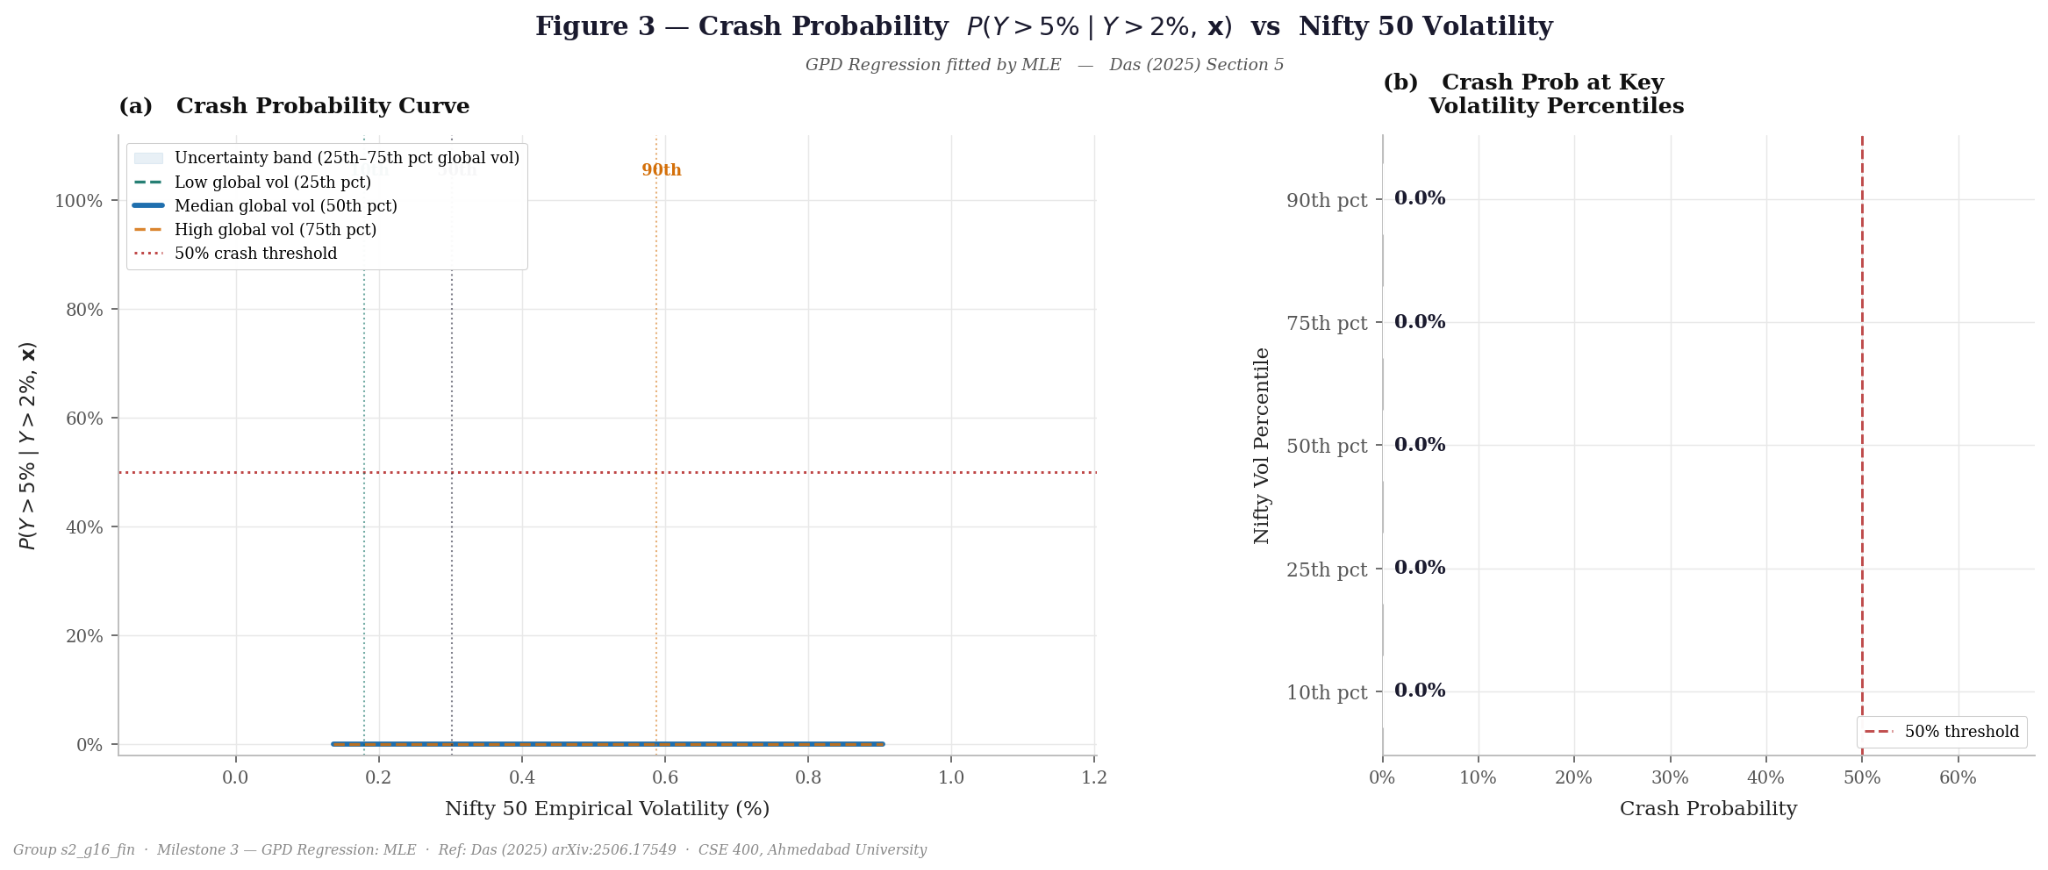 Figure 3 — Crash Probability P(Y > 5% | Y > 2%, x) vs Nifty 50 Volatility
GPD Regression fitted by MLE — Das (2025) Section 5
(a) Crash Probability Curve
Uncertainty band (25th–75th pct global vol)
Low global vol (25th pct)
Median global vol (50th pct)
High global vol (75th pct)
50% crash threshold
90th
100%
80%
60%
40%
20%
0%
P(Y > 5% | Y > 2%, x)
0.0 0.2 0.4 0.6 0.8 1.0 1.2
Nifty 50 Empirical Volatility (%)
(b) Crash Prob at Key
Volatility Percentiles
90th pct 0.0%
75th pct 0.0%
50th pct 0.0%
25th pct 0.0%
10th pct 0.0%
Nifty Vol Percentile
50% threshold
0% 10% 20% 30% 40% 50% 60%
Crash Probability
Group s2_g16_fin · Milestone 3 — GPD Regression: MLE · Ref: Das (2025) arXiv:2506.17549 · CSE 400, Ahmedabad University